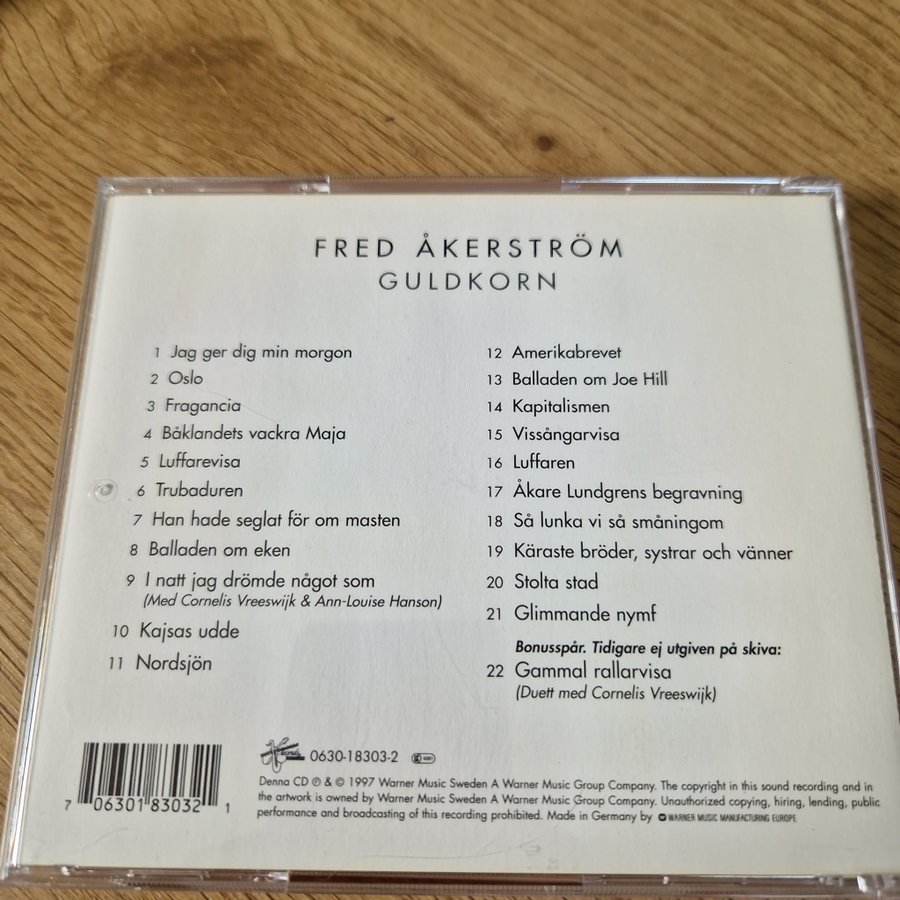 FRED ÅKERSTRÖM
GULDKORN
1 Jag ger dig min morgon
2 Oslo
3 Fragancia
4 Båklandets vackra Maja
5 Luffarevisa
6 Trubaduren
7 Han hade seglat för om masten
8 Balladen om eken
9 I natt jag drömde något som
(Med Cornelis Vreeswijk & Ann-Louise Hanson)
10 Kajsas udde
11 Nordsjön
12 Amerikabrevet
13 Balladen om Joe Hill
14 Kapitalismen
15 Vissångarvisa
16 Luffaren
17 Åkare Lundgrens begravning
18 Så lunka vi så småningom
19 Käraste bröder, systrar och vänner
20 Stolta stad
21 Glimmande nymf
Bonusspår. Tidigare ej utgiven på skiva:
22 Gammal rallarvisa
(Duett med Cornelis Vreeswijk)
7 06301 83032 1
0630-18303-2
Denna CD ℗ & © 1997 Warner Music Sweden A Warner Music Group Company. The copyright in this sound recording and in
the artwork is owned by Warner Music Sweden A Warner Music Group Company. Unauthorized copying, hiring, lending, public
performance and broadcasting of this recording prohibited. Made in Germany by WARNER MUSIC MANUFACTURING EUROPE